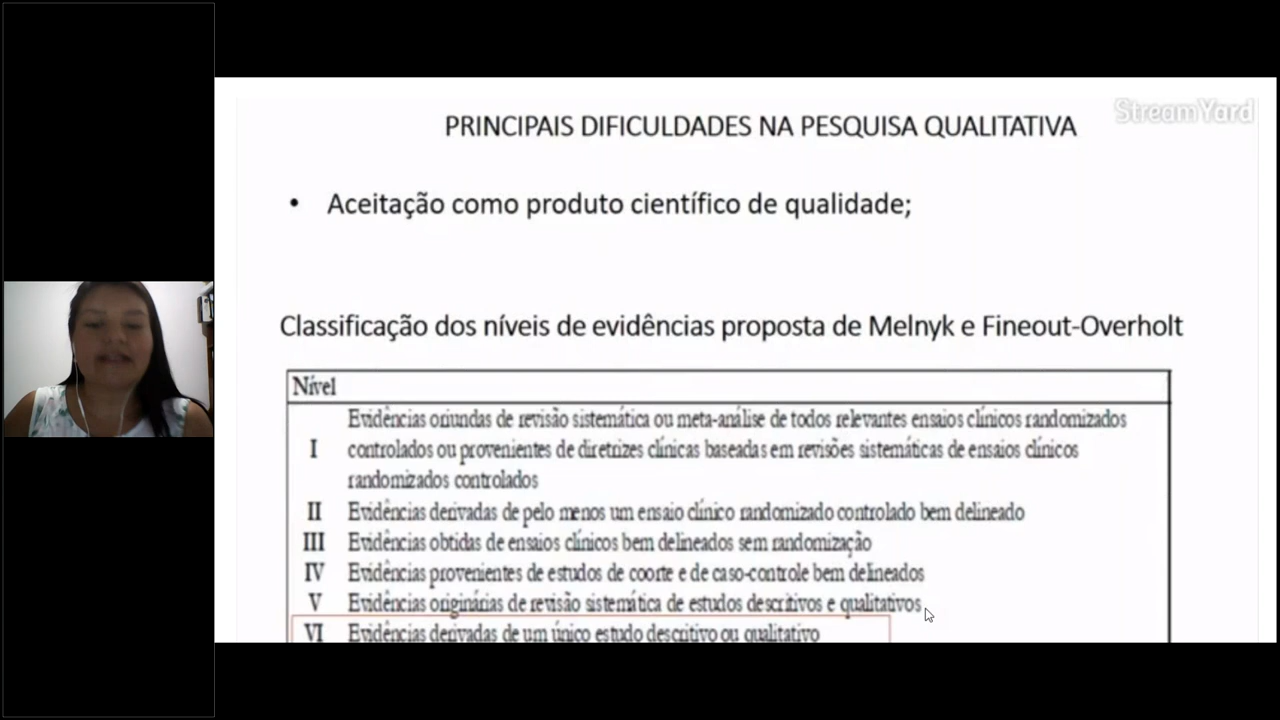 StreamYard
PRINCIPAIS DIFICULDADES NA PESQUISA QUALITATIVA
• Aceitação como produto científico de qualidade;
Classificação dos níveis de evidências proposta de Melnyk e Fineout-Overholt
Nível
Evidências oriundas de revisão sistemática ou meta-análise de todos relevantes ensaios clínicos randomizados
I controlados ou provenientes de diretrizes clínicas baseadas em revisões sistemáticas de ensaios clínicos
randomizados controlados
II Evidências derivadas de pelo menos um ensaio clínico randomizado controlado bem delineado
III Evidências obtidas de ensaios clínicos bem delineados sem randomização
IV Evidências provenientes de estudos de coorte e de caso-controle bem delineados
V Evidências originárias de revisão sistemática de estudos descritivos e qualitativos
VI Evidências derivadas de um único estudo descritivo ou qualitativo